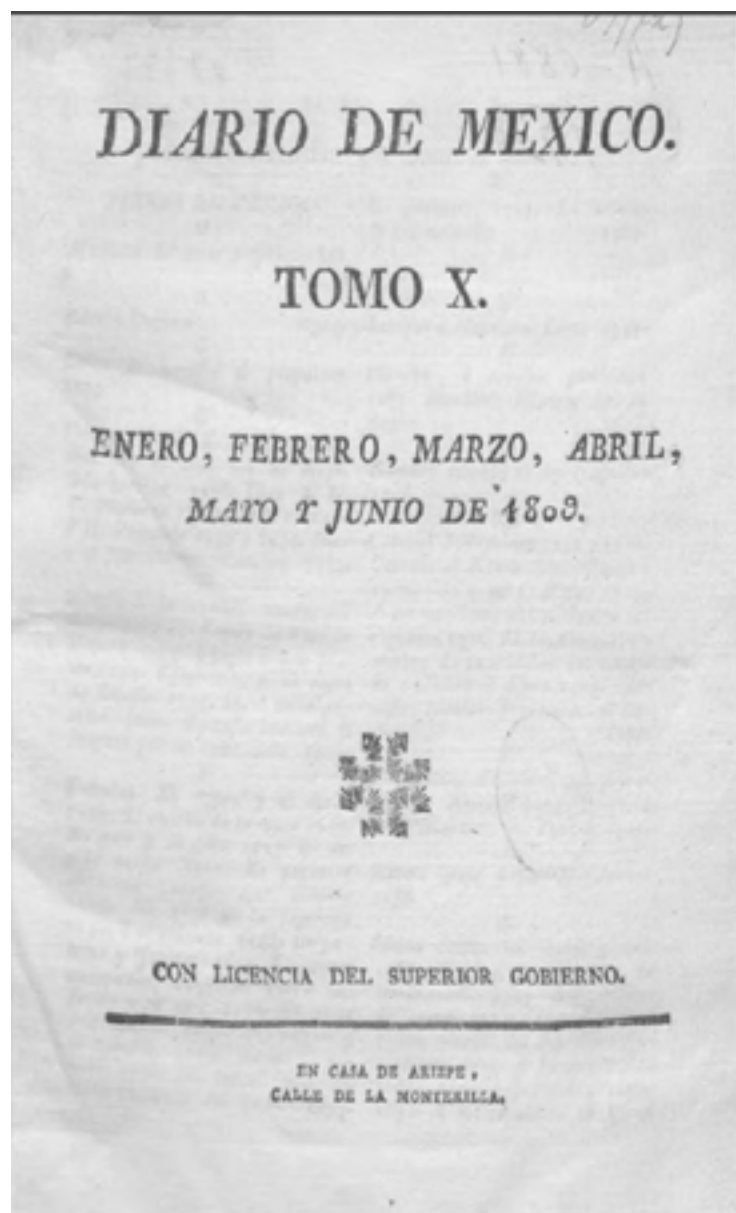 DIARIO DE MEXICO.
TOMO X.
ENERO, FEBRERO, MARZO, ABRIL,
MAYO Y JUNIO DE 1809.
CON LICENCIA DEL SUPERIOR GOBIERNO.
EN CASA DE ARIZPE,
CALLE DE LA MONTERILLA.